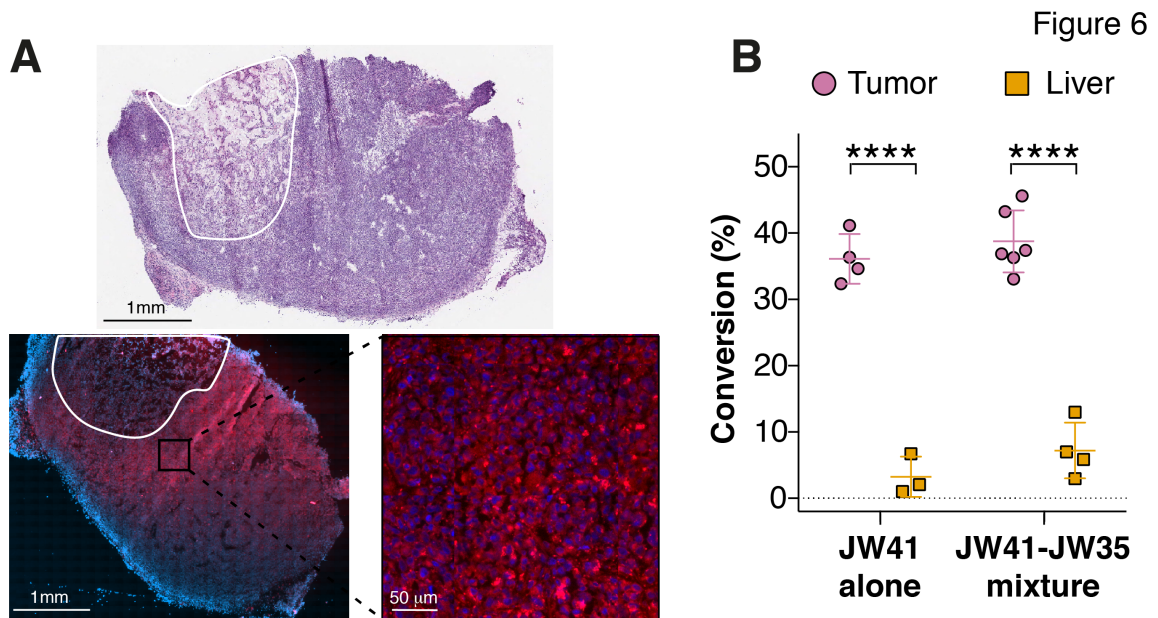 Figure 6
A
1mm
1mm
50 μm
B
Tumor
Liver
**** ****
50
40
30
20
10
0
Conversion (%)
JW41 alone
JW41-JW35 mixture